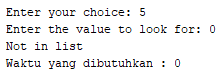 Enter your choice: 5
Enter the value to look for: 0
Not in list
Waktu yang dibutuhkan : 0